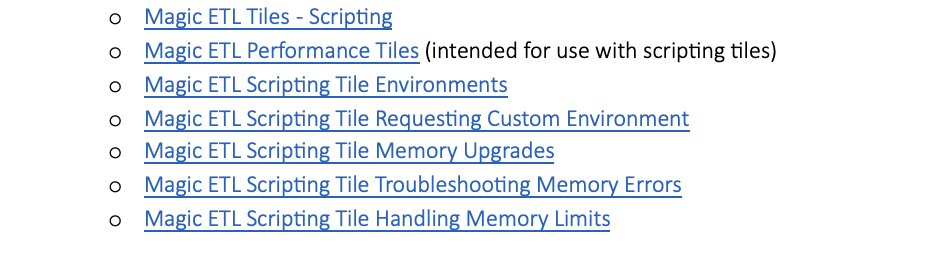 Magic ETL Tiles - Scripting
Magic ETL Performance Tiles (intended for use with scripting tiles)
Magic ETL Scripting Tile Environments
Magic ETL Scripting Tile Requesting Custom Environment
Magic ETL Scripting Tile Memory Upgrades
Magic ETL Scripting Tile Troubleshooting Memory Errors
Magic ETL Scripting Tile Handling Memory Limits